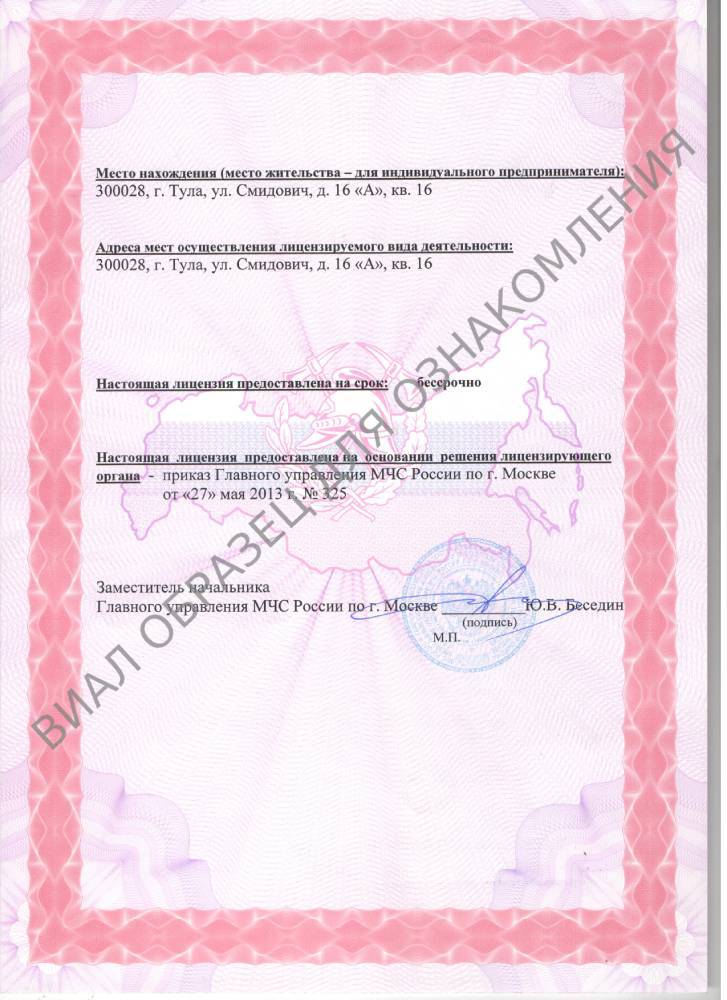 Место нахождения (место жительства – для индивидуального предпринимателя):
300028, г. Тула, ул. Смидович, д. 16 «А», кв. 16
Адреса мест осуществления лицензируемого вида деятельности:
300028, г. Тула, ул. Смидович, д. 16 «А», кв. 16
Настоящая лицензия предоставлена на срок: бессрочно
Настоящая лицензия предоставлена на основании решения лицензирующего
органа - приказ Главного управления МЧС России по г. Москве
от «27» мая 2013 г. № 325
Заместитель начальника
Главного управления МЧС России по г. Москве Ю.В. Беседин
(подпись)
М.П.
ВИАЛ ОБРАЗЕЦ ДЛЯ ОЗНАКОМЛЕНИЯ